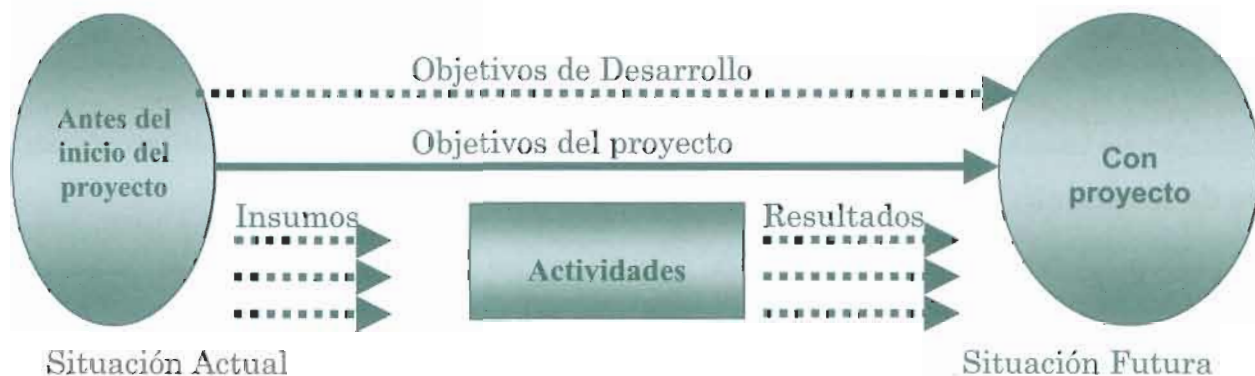 Objetivos de Desarrollo
Antes del
inicio del
proyecto
Objetivos del proyecto
Con
proyecto
Insumos
Actividades
Resultados
Situación Actual
Situación Futura